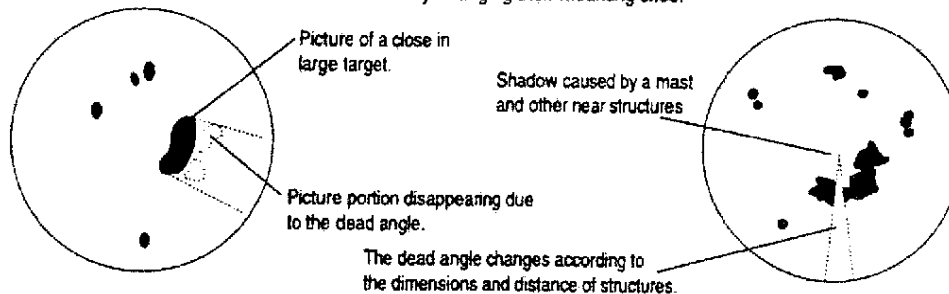 Picture of a close in
large target.
Shadow caused by a mast
and other near structures
Picture portion disappearing due
to the dead angle.
The dead angle changes according to
the dimensions and distance of structures.